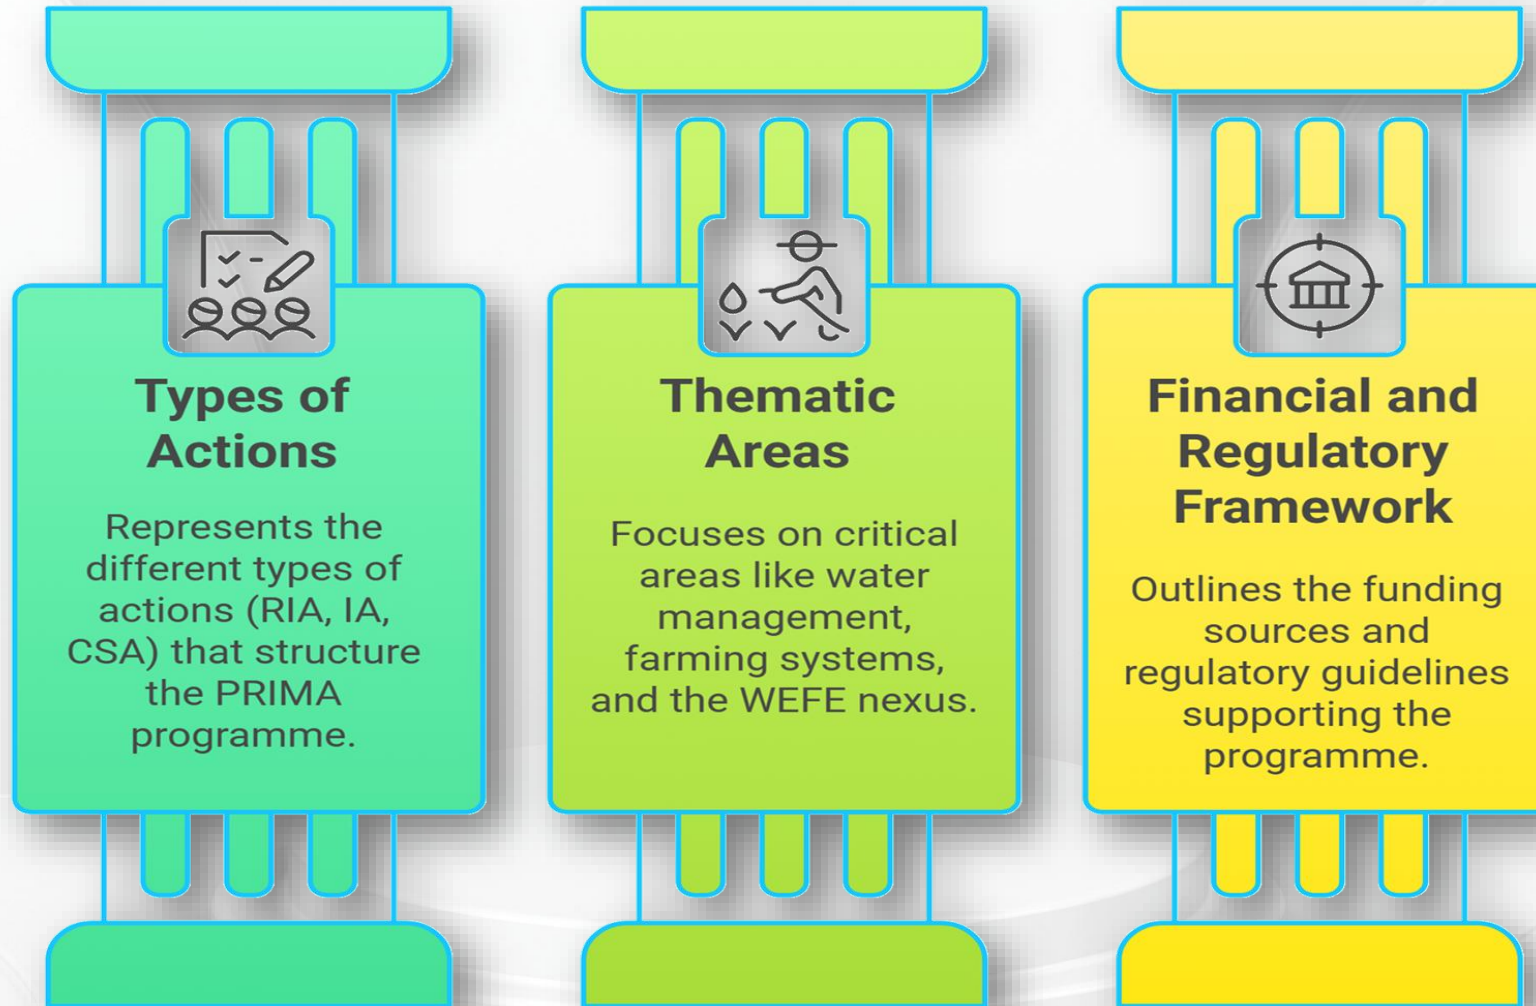 Types of
Actions
Represents the
different types of
actions (RIA, IA,
CSA) that structure
the PRIMA
programme.
Thematic
Areas
Focuses on critical
areas like water
management,
farming systems,
and the WEFE nexus.
Financial and
Regulatory
Framework
Outlines the funding
sources and
regulatory guidelines
supporting the
programme.